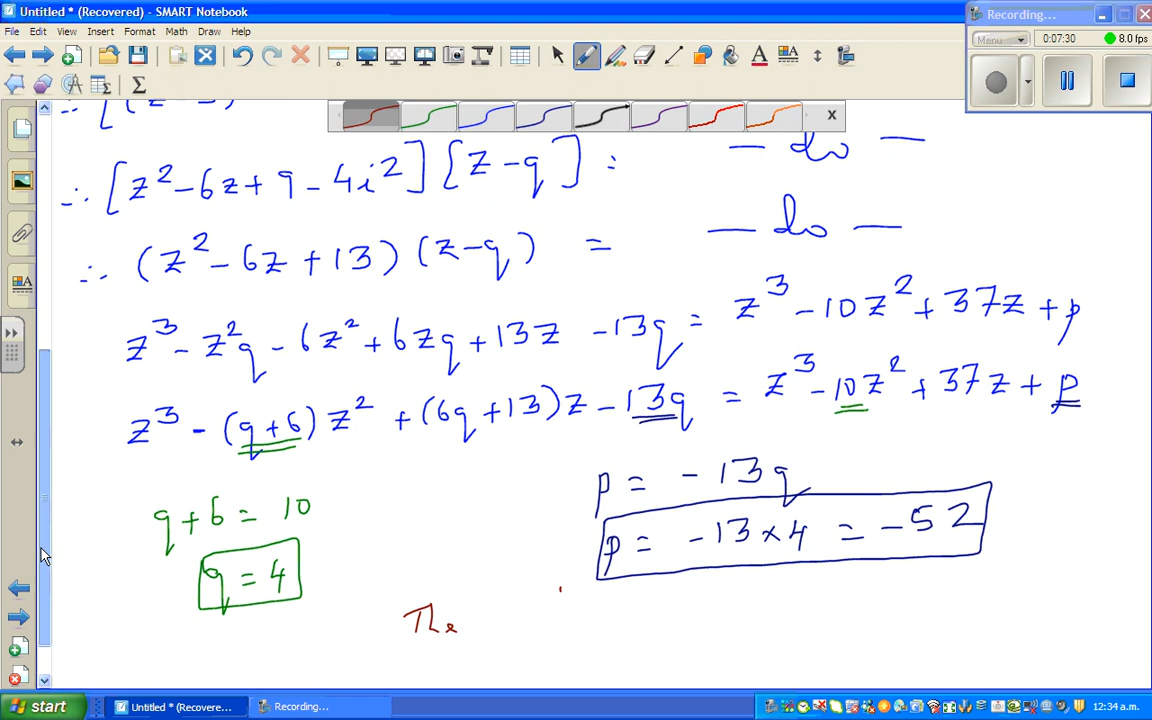 Untitled * (Recovered) - SMART Notebook
Recording...
File Edit View Insert Format Math Draw Help
Menu 0:07:30 8.0 fps
Σ A
x
∴ [z² - 6z + 9 - 4i²] [z - q] = — do —
∴ (z² - 6z + 13) (z - q) = — do —
z³ - z²q - 6z² + 6zq + 13z - 13q = z³ - 10z² + 37z + p
z³ - (q+6) z² + (6q + 13) z - 13q = z³ - 10z² + 37z + p
p = - 13q
q + 6 = 10
p = - 13 × 4 = - 52
q = 4
The
start Untitled * (Recovere... Recording... 12:34 a.m.